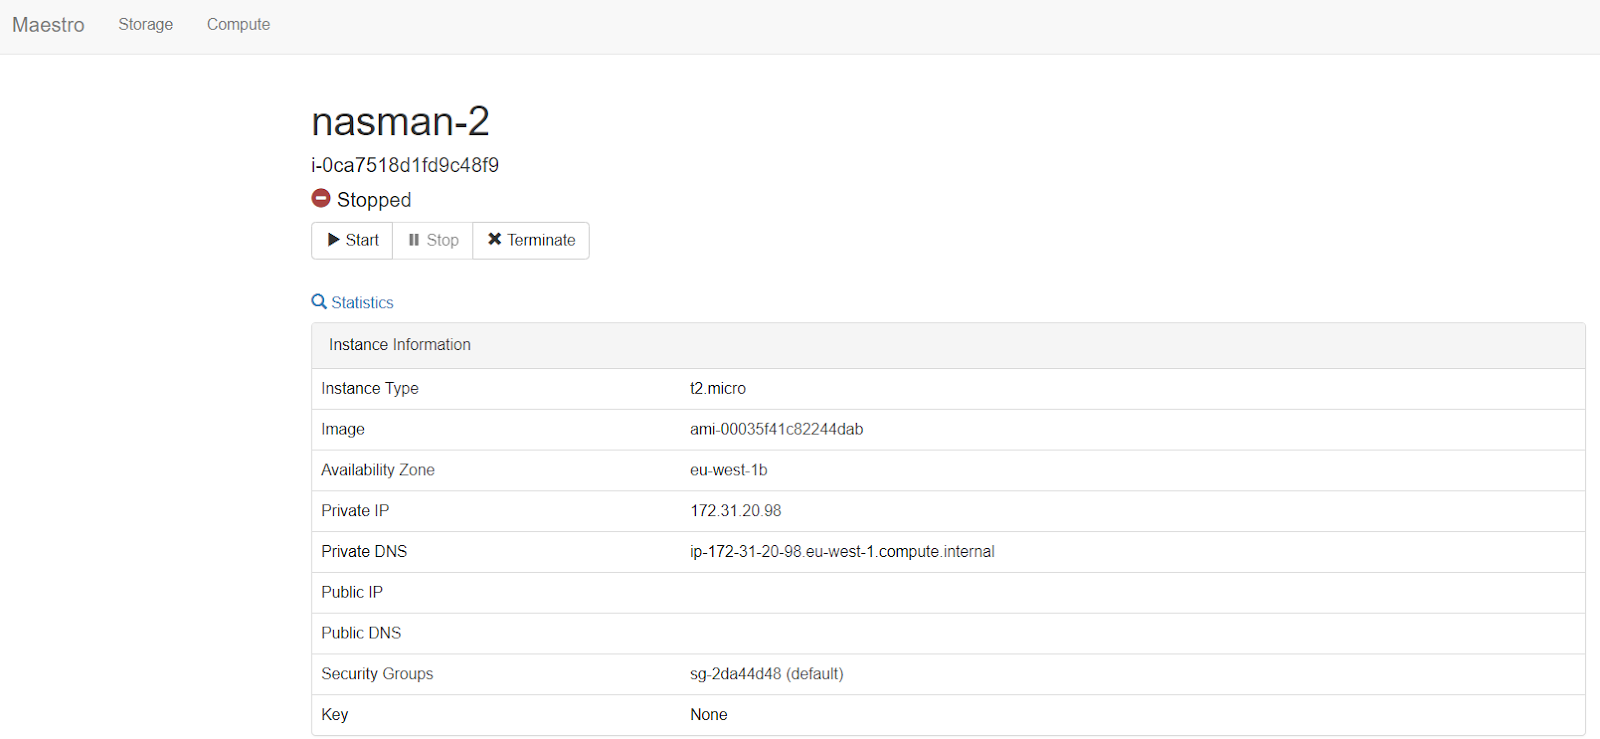 Maestro Storage Compute
nasman-2
i-0ca7518d1fd9c48f9
Stopped
Start Stop Terminate
Statistics
Instance Information
Instance Type t2.micro
Image ami-00035f41c82244dab
Availability Zone eu-west-1b
Private IP 172.31.20.98
Private DNS ip-172-31-20-98.eu-west-1.compute.internal
Public IP
Public DNS
Security Groups sg-2da44d48 (default)
Key None